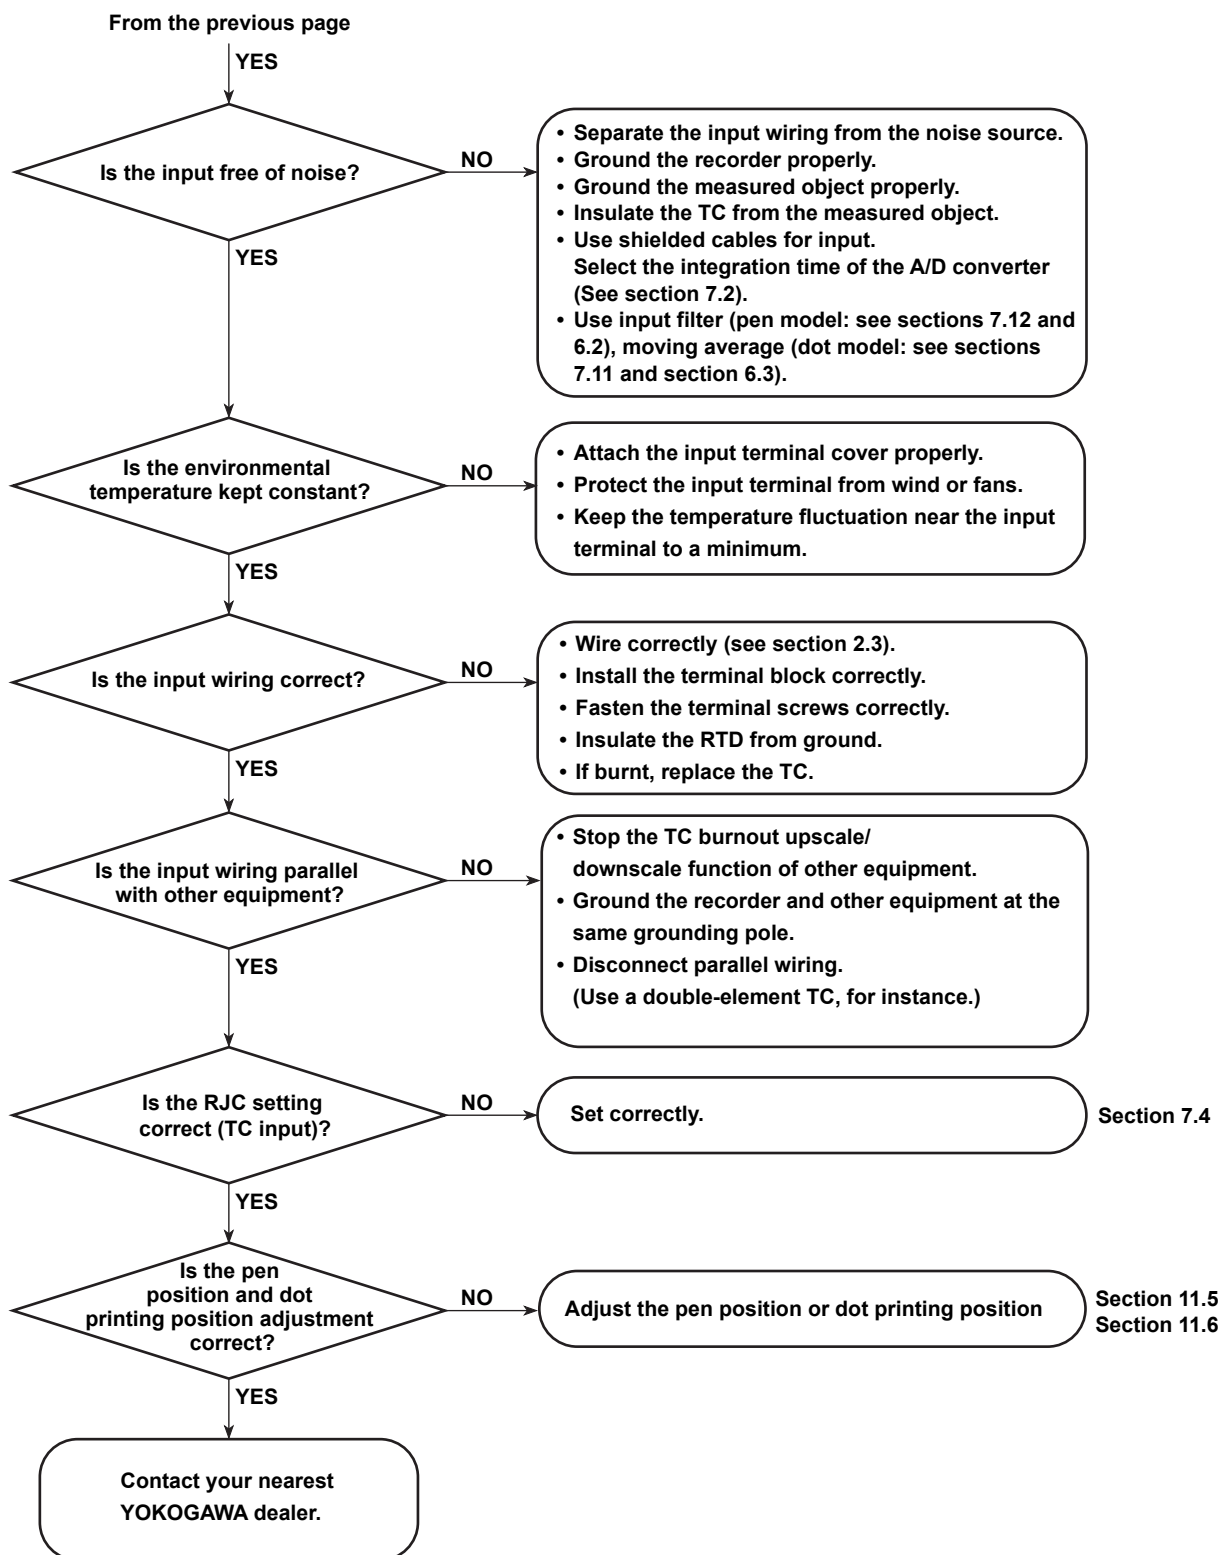 From the previous page
YES
Is the input free of noise?
NO
• Separate the input wiring from the noise source.
• Ground the recorder properly.
• Ground the measured object properly.
• Insulate the TC from the measured object.
• Use shielded cables for input.
Select the integration time of the A/D converter
(See section 7.2).
• Use input filter (pen model: see sections 7.12 and
6.2), moving average (dot model: see sections
7.11 and section 6.3).
YES
Is the environmental
temperature kept constant?
NO
• Attach the input terminal cover properly.
• Protect the input terminal from wind or fans.
• Keep the temperature fluctuation near the input
terminal to a minimum.
YES
Is the input wiring correct?
NO
• Wire correctly (see section 2.3).
• Install the terminal block correctly.
• Fasten the terminal screws correctly.
• Insulate the RTD from ground.
• If burnt, replace the TC.
YES
Is the input wiring parallel
with other equipment?
NO
• Stop the TC burnout upscale/
downscale function of other equipment.
• Ground the recorder and other equipment at the
same grounding pole.
• Disconnect parallel wiring.
(Use a double-element TC, for instance.)
YES
Is the RJC setting
correct (TC input)?
NO
Set correctly.
Section 7.4
YES
Is the pen
position and dot
printing position adjustment
correct?
NO
Adjust the pen position or dot printing position
Section 11.5
Section 11.6
YES
Contact your nearest
YOKOGAWA dealer.